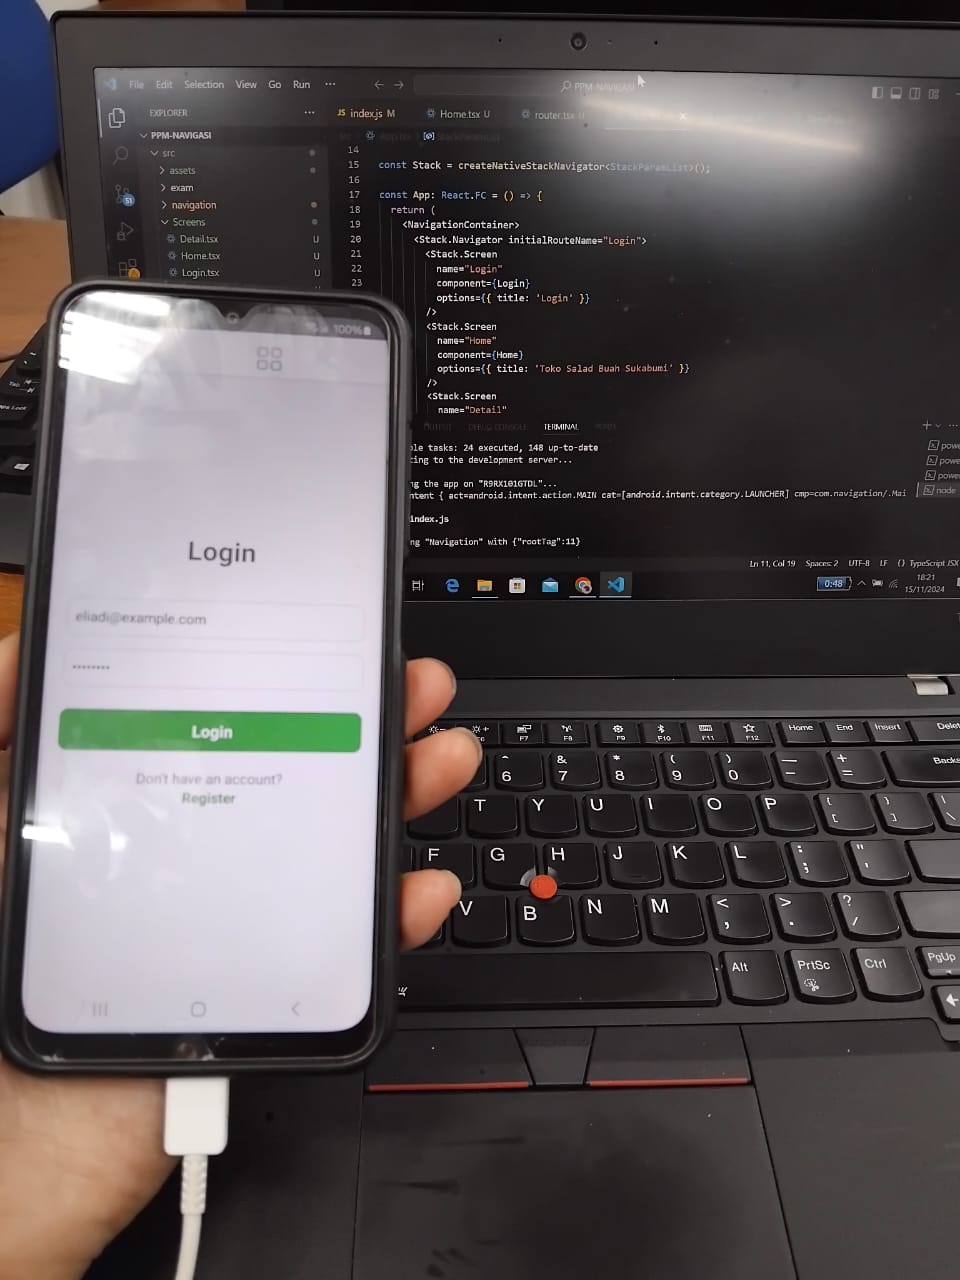 File Edit Selection View Go Run ···
PPM-NAVIGASI
EXPLORER ···
PPM-NAVIGASI
src
assets
exam
navigation
Screens
Detail.tsx U
Home.tsx U
Login.tsx U
51
JS index.js M
Home.tsx U
router.tsx U
14
15 const Stack = createNativeStackNavigator<StackParamList>();
16
17 const App: React.FC = () => {
18 return (
19 <NavigationContainer>
20 <Stack.Navigator initialRouteName="Login">
21 <Stack.Screen
22 name="Login"
23 component={Login}
options={{ title: 'Login' }}
/>
<Stack.Screen
name="Home"
component={Home}
options={{ title: 'Toko Salad Buah Sukabumi' }}
/>
<Stack.Screen
name="Detail"
OUTPUT DEBUG CONSOLE TERMINAL PORTS
ble tasks: 24 executed, 148 up-to-date
ting to the development server...
ng the app on "R9RX101GTDL"...
ntent { act=android.intent.action.MAIN cat=[android.intent.category.LAUNCHER] cmp=com.navigation/.Mai
index.js
ng "Navigation" with {"rootTag":11}
powe
powe
powe
node
Ln 11, Col 19 Spaces: 2 UTF-8 LF {} TypeScript JSX
0:48
18:21
15/11/2024
100%
Login
eliadi@example.com
••••••••
Login
Don't have an account?
Register
F7 F8 F9 F10 F11 F12 Home End Insert Delet
^ 6 & 7 * 8 ( 9 ) 0 — - + = Backs
T Y U I O P { [ } ] | \
F G H J K L : ; " '
V B N M < , > . ? /
Alt PrtSc Ctrl PgUp
Tab